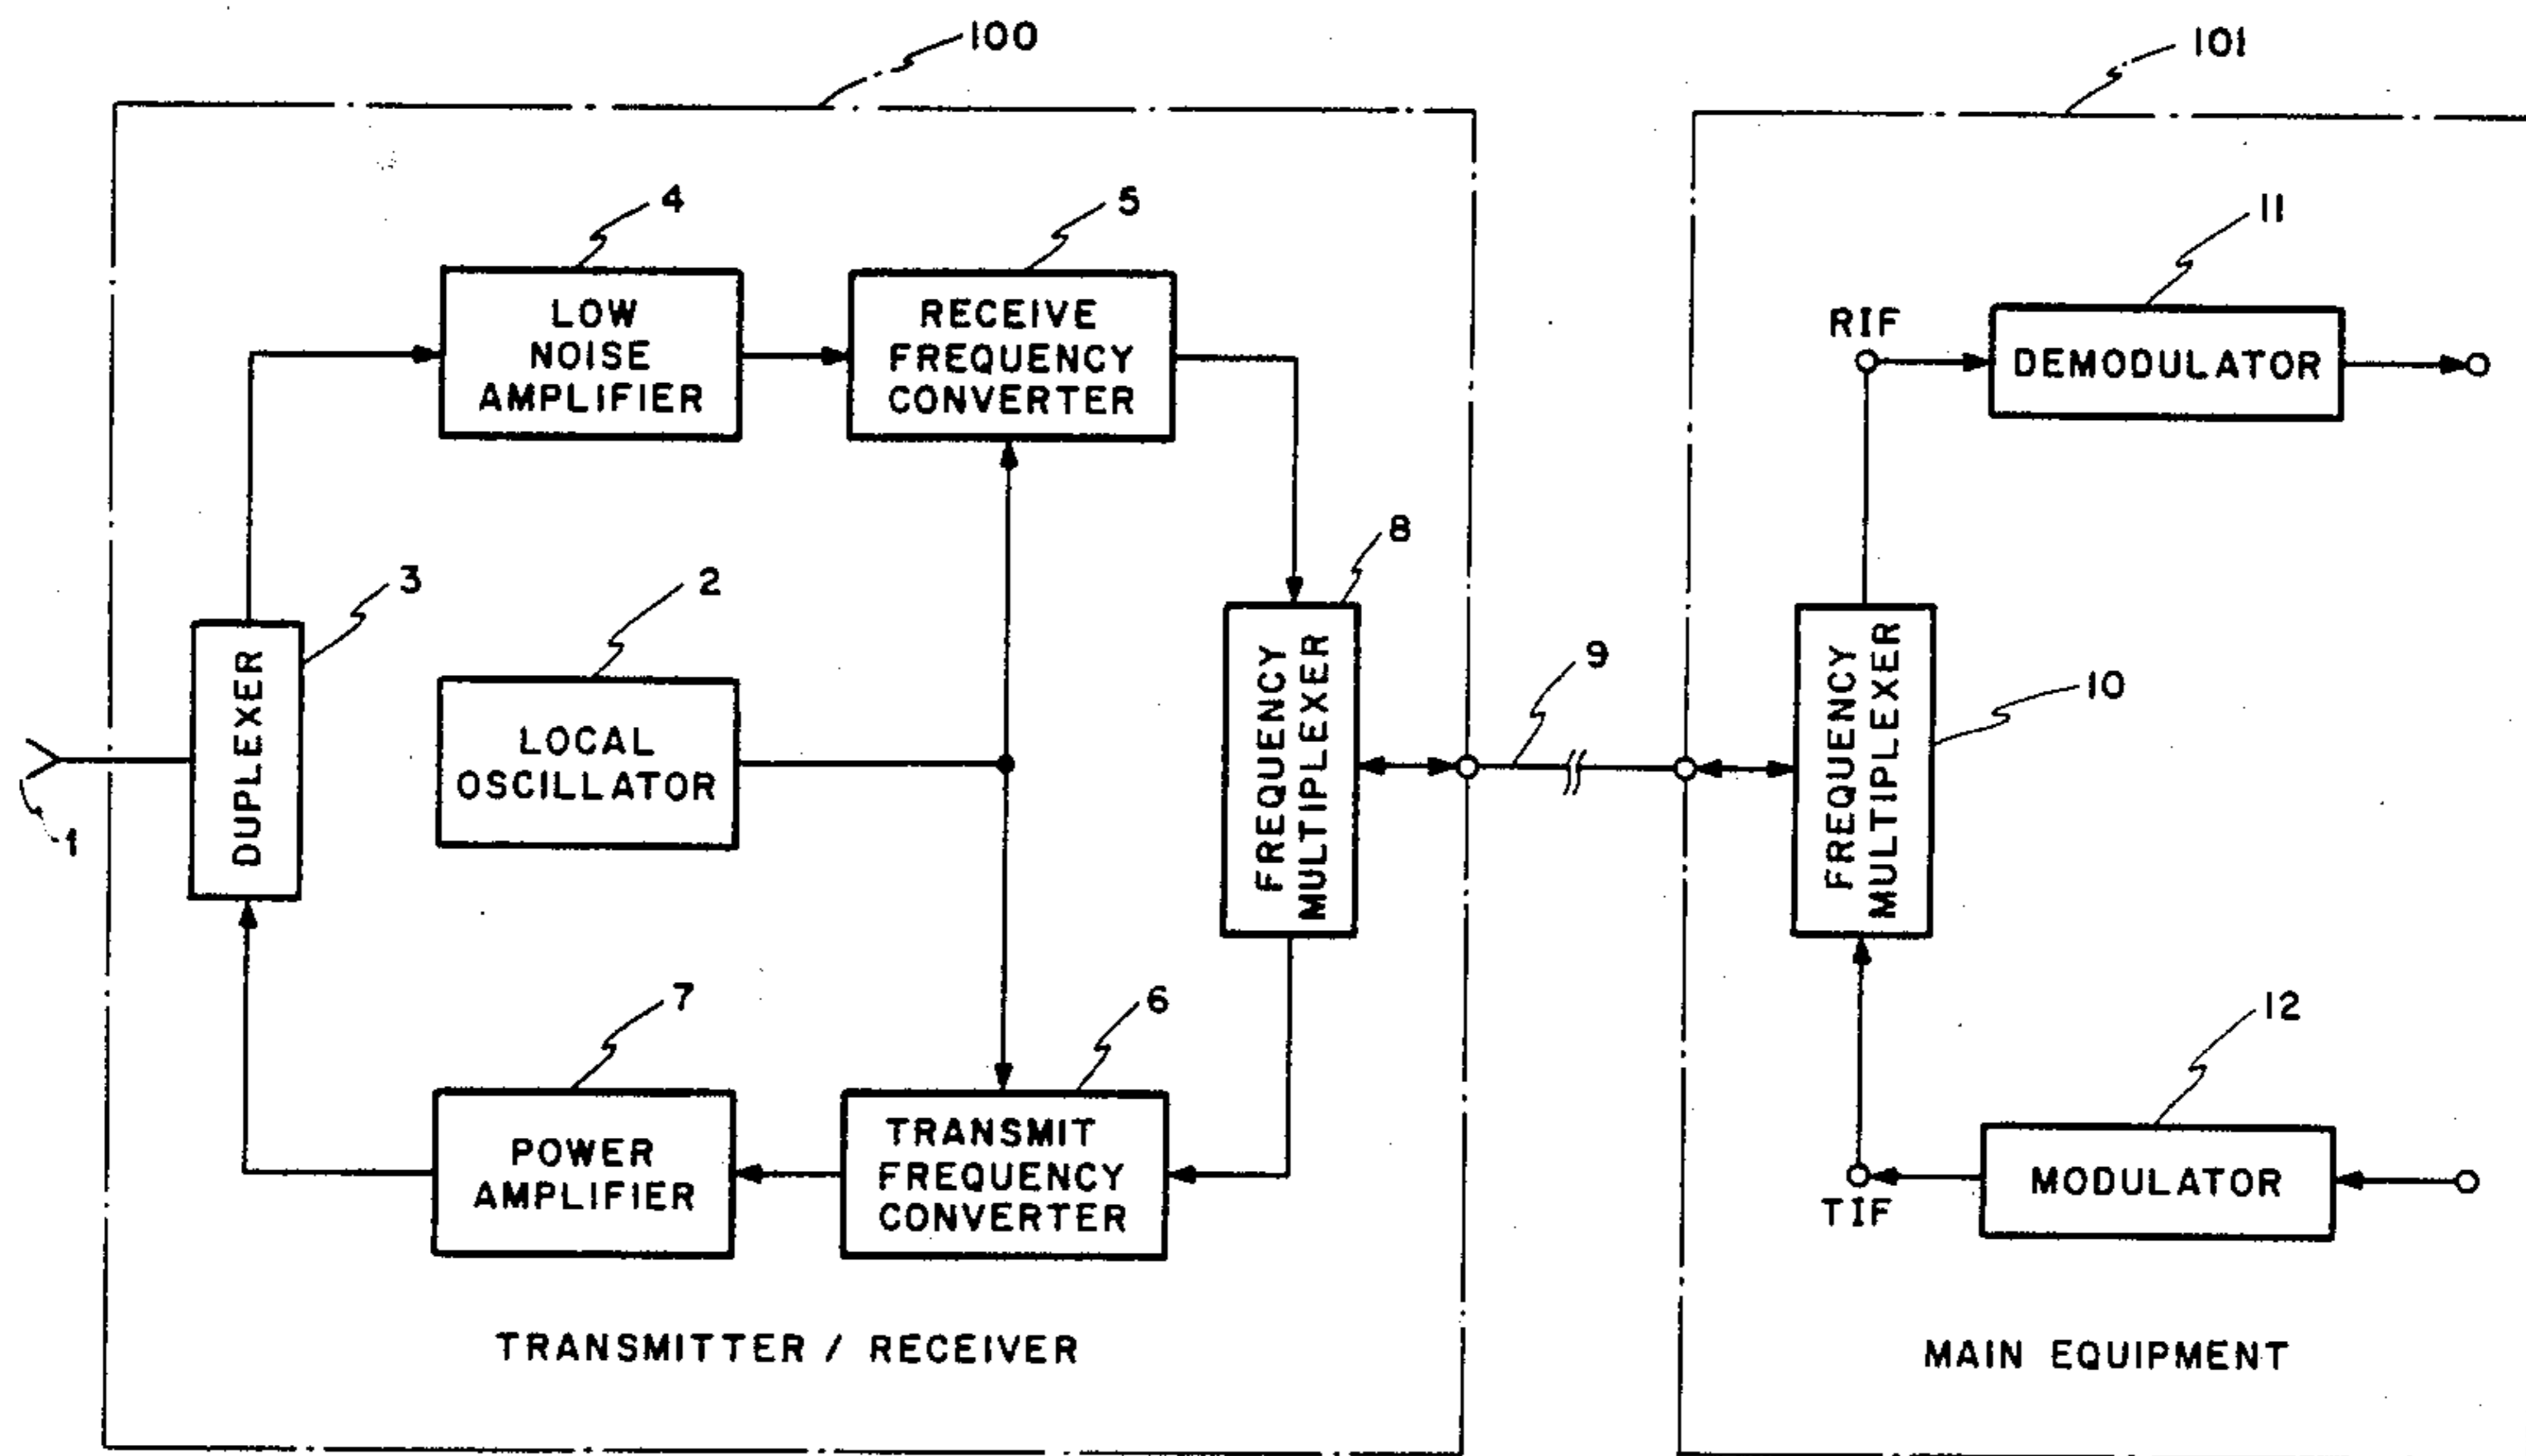 100
101
4
5
11
LOW
NOISE
AMPLIFIER
RECEIVE
FREQUENCY
CONVERTER
RIF
DEMODULATOR
3
2
8
9
10
DUPLEXER
LOCAL
OSCILLATOR
FREQUENCY
MULTIPLEXER
FREQUENCY
MULTIPLEXER
1
7
6
12
POWER
AMPLIFIER
TRANSMIT
FREQUENCY
CONVERTER
TIF
MODULATOR
TRANSMITTER / RECEIVER
MAIN EQUIPMENT